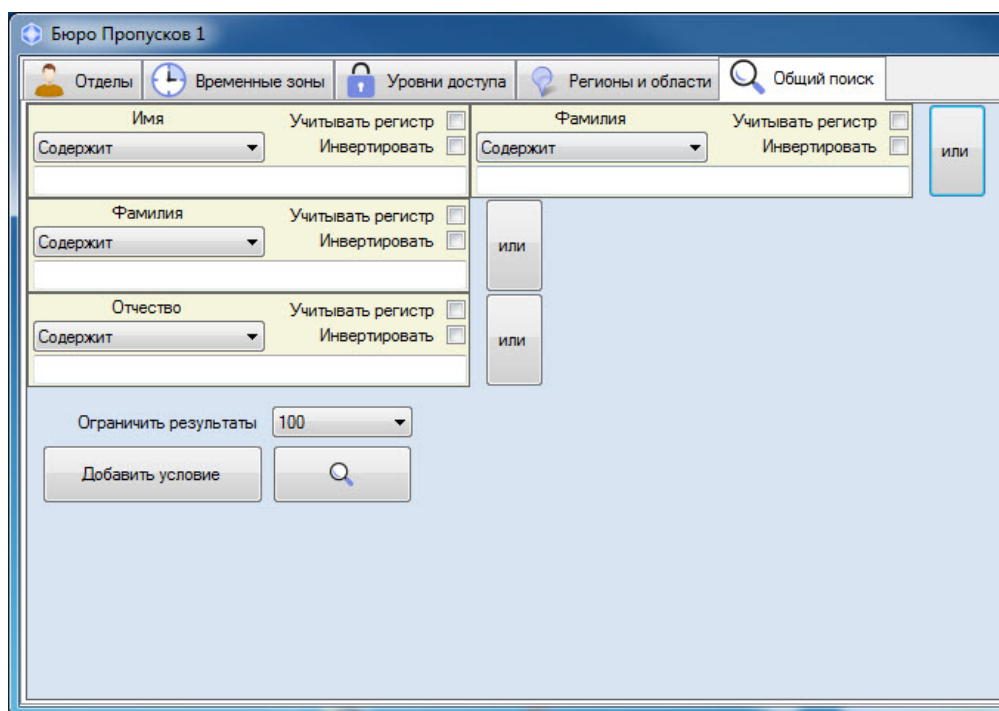 Бюро Пропусков 1
Отделы Временные зоны Уровни доступа Регионы и области Общий поиск
Имя Учитывать регистр Фамилия Учитывать регистр
Содержит Инвертировать Содержит Инвертировать или
Фамилия Учитывать регистр
Содержит Инвертировать или
Отчество Учитывать регистр
Содержит Инвертировать или
Ограничить результаты 100
Добавить условие